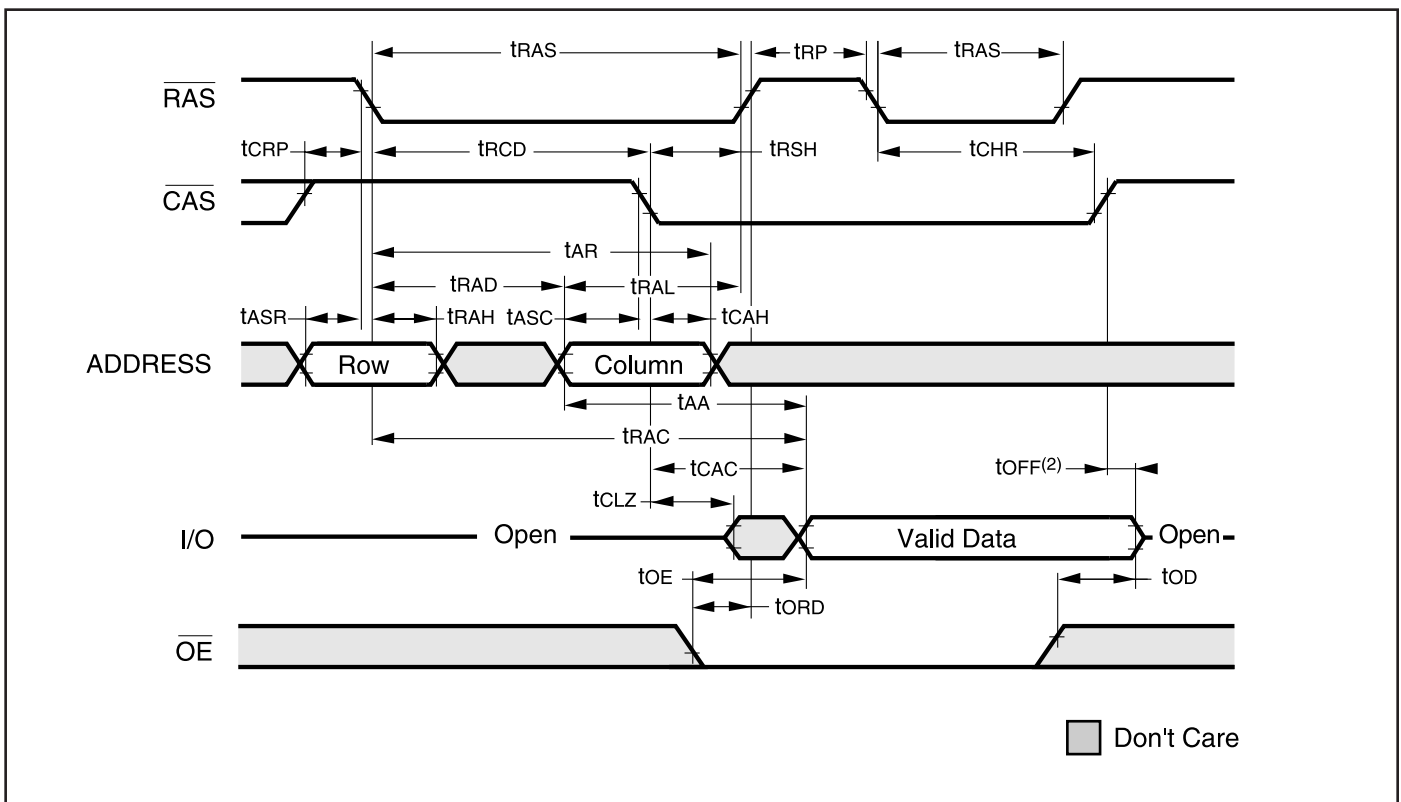 tRAS tRP tRAS
RAS
tCRP tRCD tRSH tCHR
CAS
tAR
tRAD tRAL
tASR tRAH tASC tCAH
ADDRESS Row Column
tAA
tRAC
tCAC tOFF(2)
tCLZ
I/O Open Valid Data Open
tOE tOD
tORD
OE
Don't Care